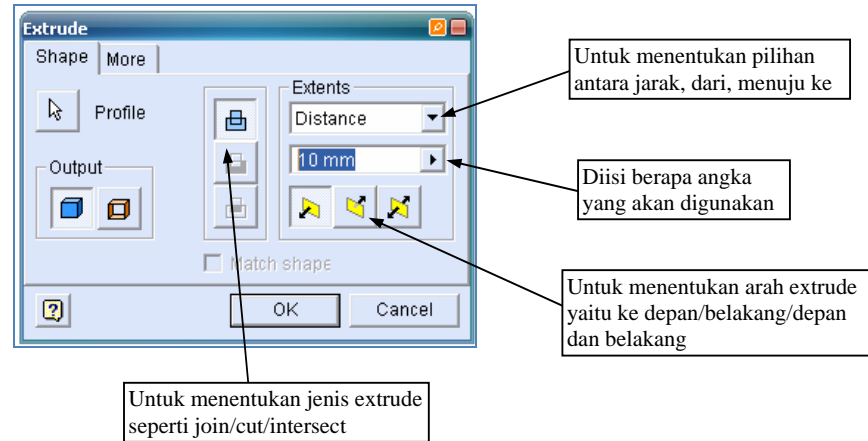 Extrude
Shape
More
Untuk menentukan pilihan
antara jarak, dari, menuju ke
Profile
Extents
Distance
10 mm
Output
Diisi berapa angka
yang akan digunakan
Match shape
Untuk menentukan arah extrude
yaitu ke depan/belakang/depan
dan belakang
?
OK
Cancel
Untuk menentukan jenis extrude
seperti join/cut/intersect